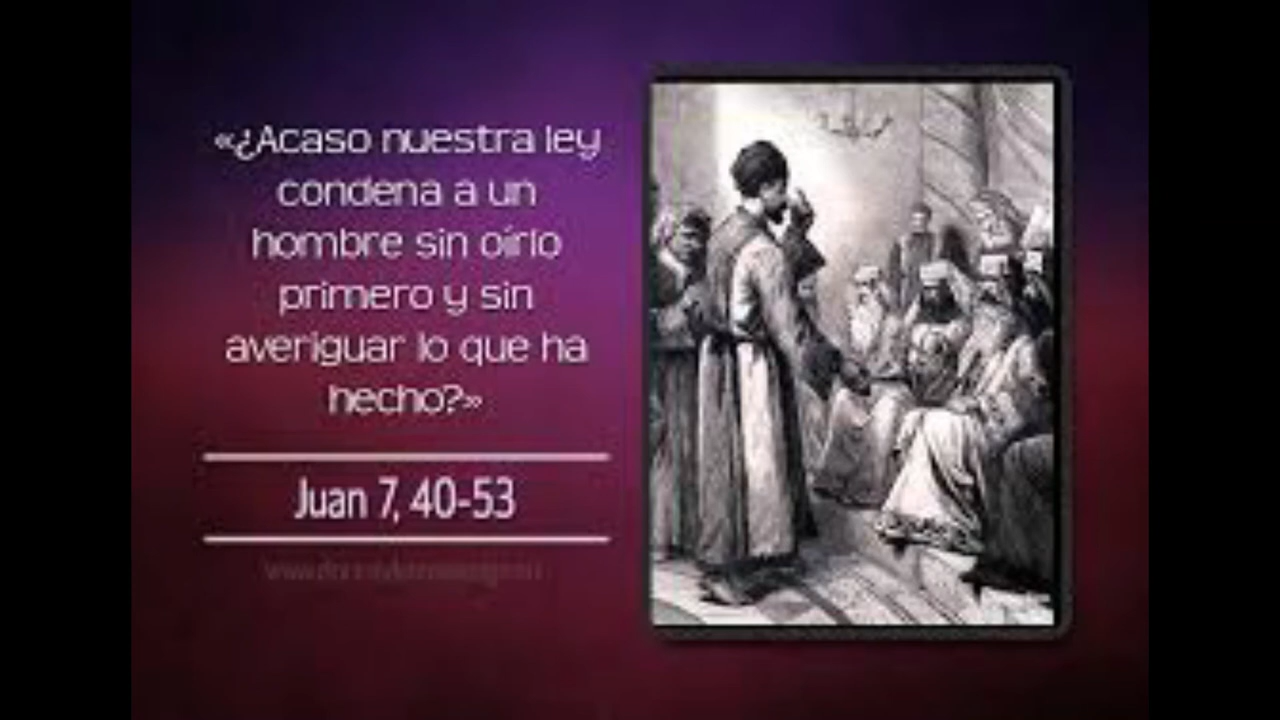 «¿Acaso nuestra ley
condena a un
hombre sin oírlo
primero y sin
averiguar lo que ha
hecho?»
Juan 7, 40-53